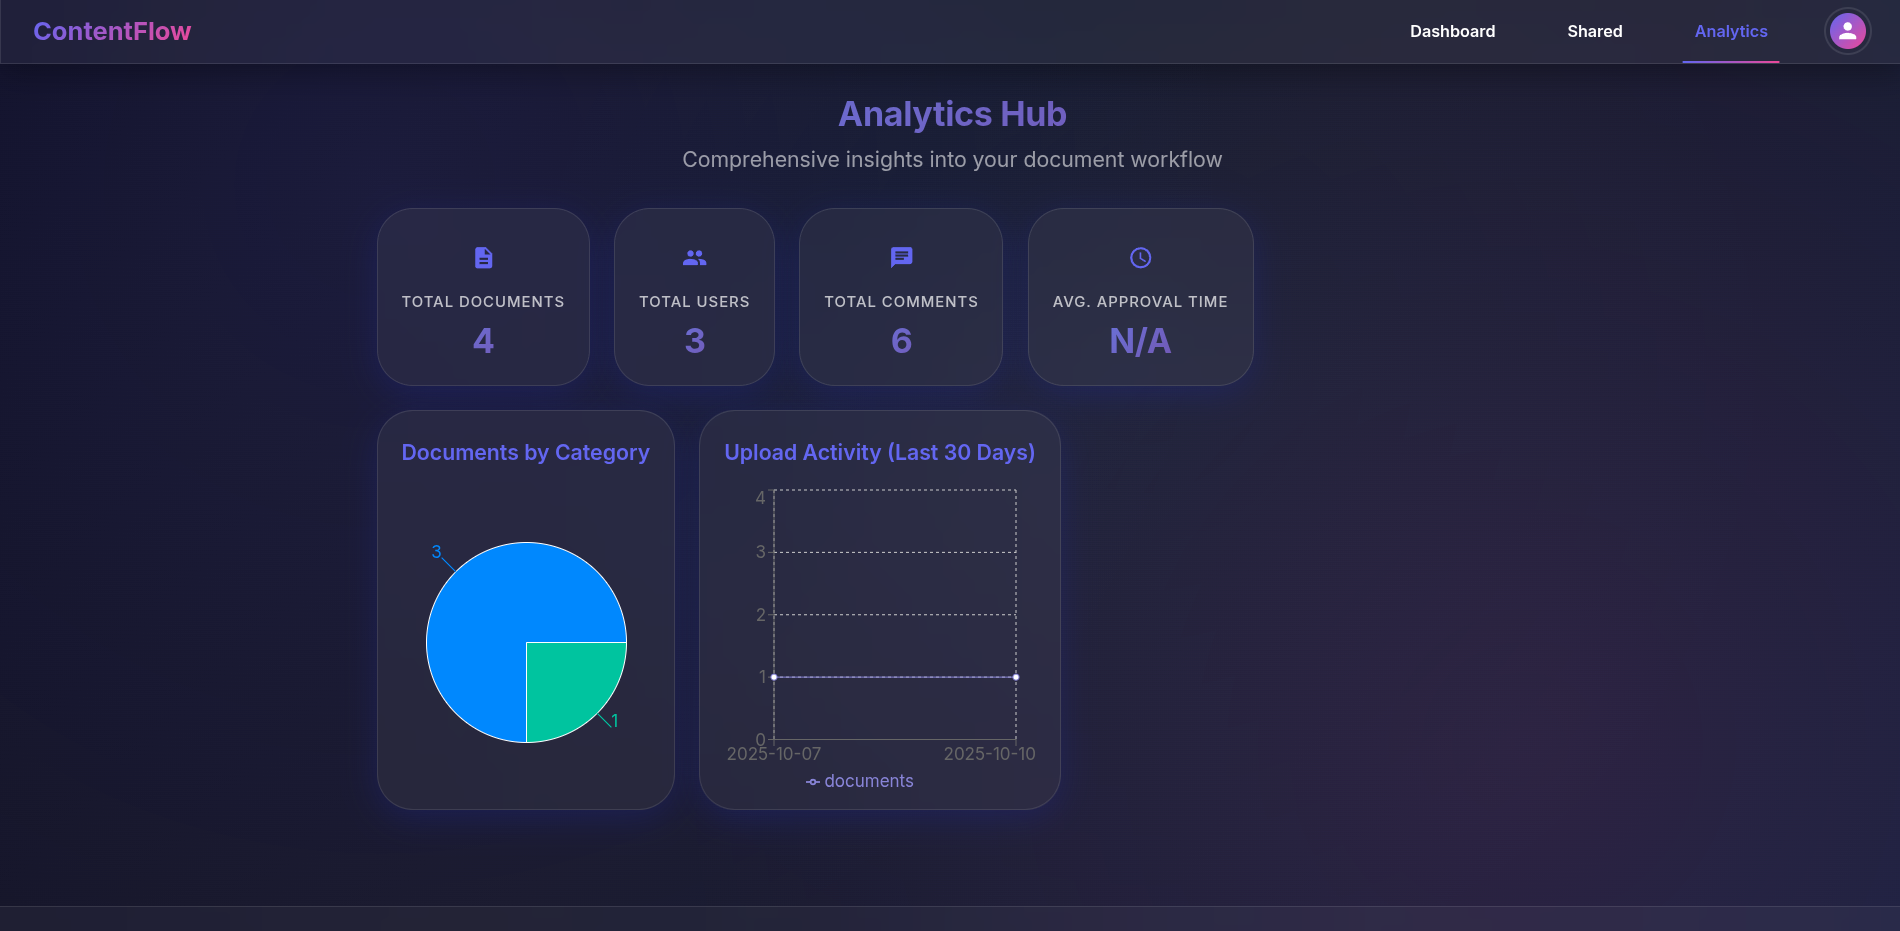 ContentFlow
Dashboard
Shared
Analytics
Analytics Hub
Comprehensive insights into your document workflow
TOTAL DOCUMENTS
4
TOTAL USERS
3
TOTAL COMMENTS
6
AVG. APPROVAL TIME
N/A
Documents by Category
3
1
Upload Activity (Last 30 Days)
4
3
2
1
0
2025-10-07
2025-10-10
documents